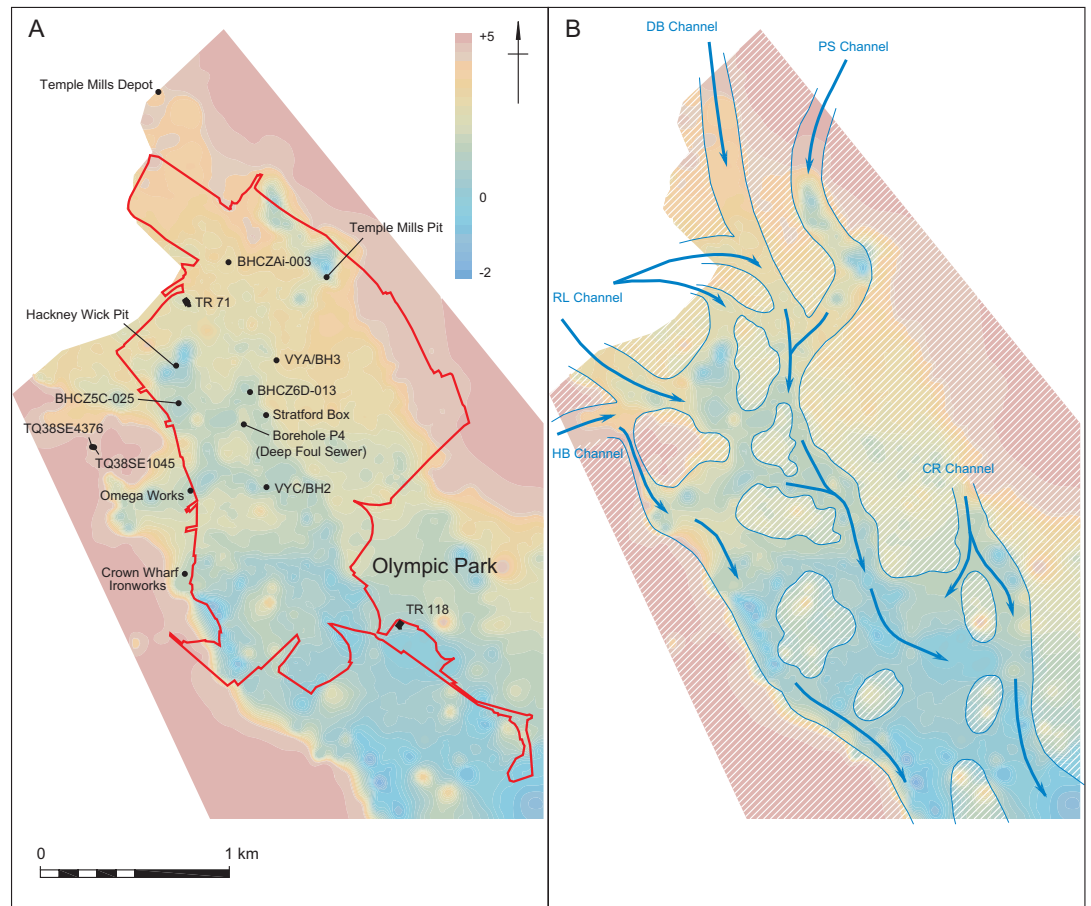 A
+5
0
-2
Temple Mills Depot
Temple Mills Pit
BHCZAi-003
TR 71
Hackney Wick Pit
VYA/BH3
BHCZ6D-013
BHCZ5C-025
Stratford Box
TQ38SE4376
Borehole P4
(Deep Foul Sewer)
TQ38SE1045
Omega Works
VYC/BH2
Crown Wharf
Ironworks
Olympic Park
TR 118
0
1 km
B
DB Channel
PS Channel
RL Channel
HB Channel
CR Channel